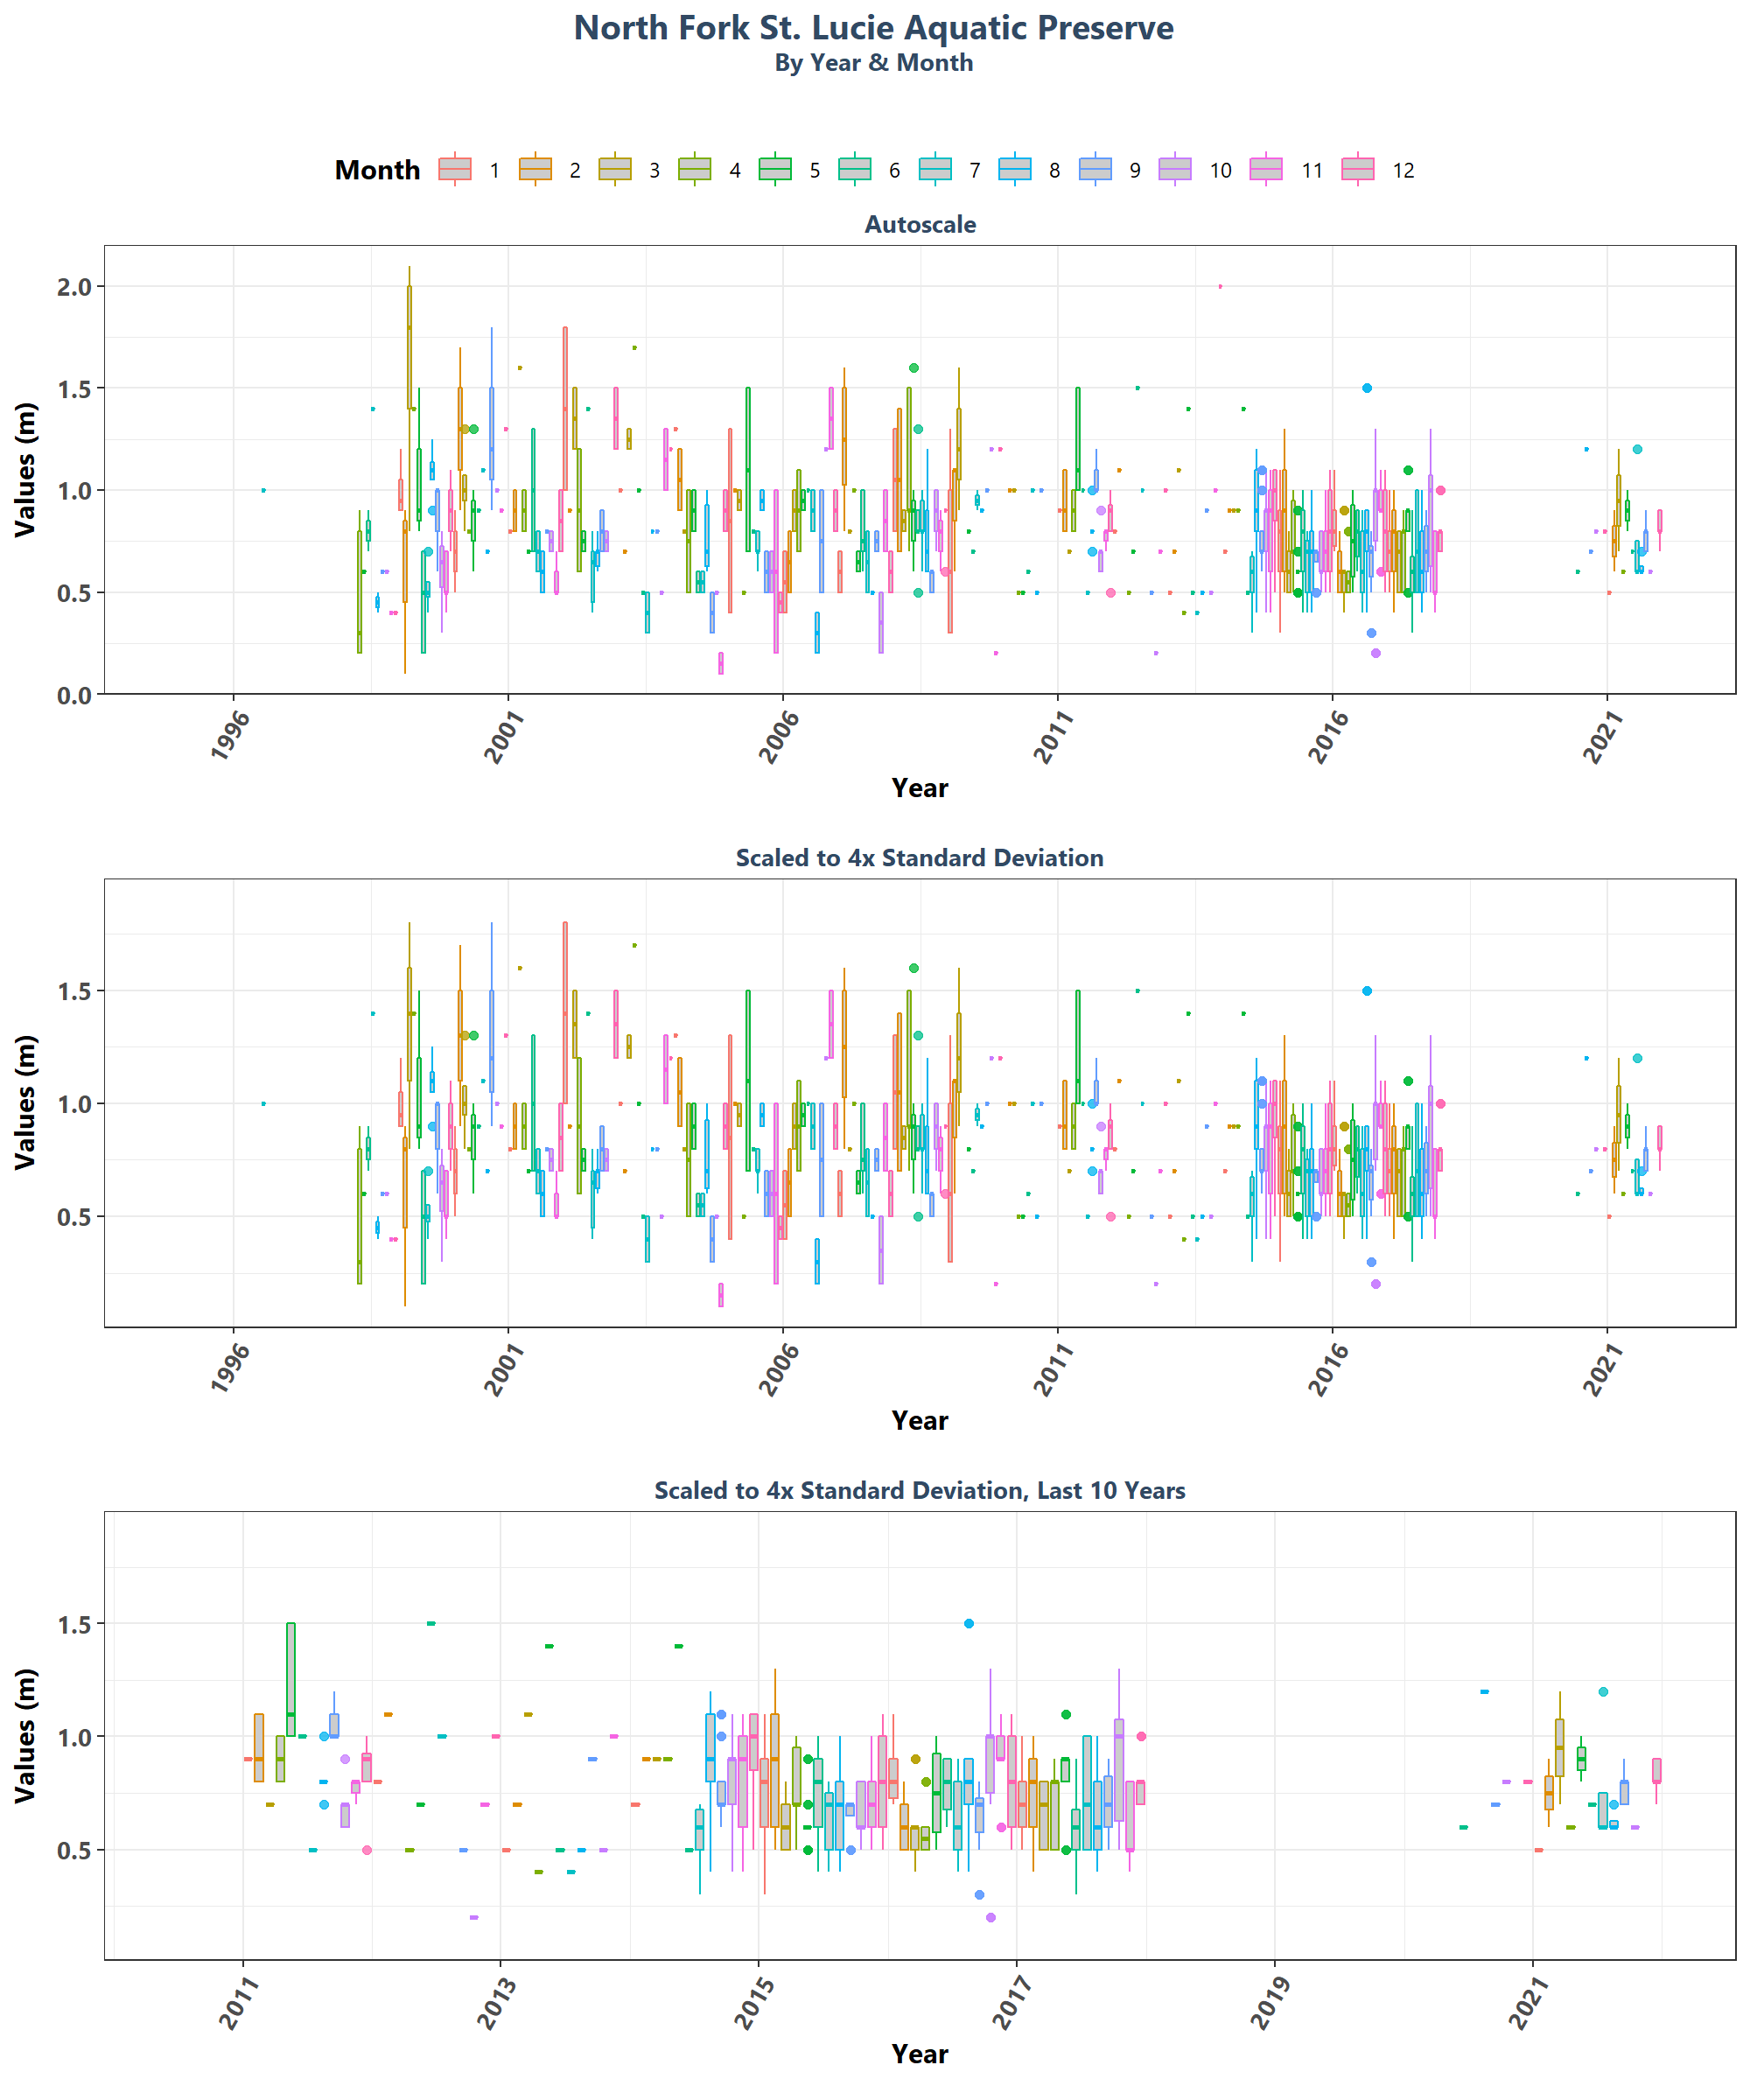 North Fork St. Lucie Aquatic Preserve
By Year & Month
Month 1 2 3 4 5 6 7 8 9 10 11 12
Autoscale
Values (m)
2.0
1.5
1.0
0.5
0.0
1996 2001 2006 2011 2016 2021
Year
Scaled to 4x Standard Deviation
Values (m)
1.5
1.0
0.5
1996 2001 2006 2011 2016 2021
Year
Scaled to 4x Standard Deviation, Last 10 Years
Values (m)
1.5
1.0
0.5
2011 2013 2015 2017 2019 2021
Year